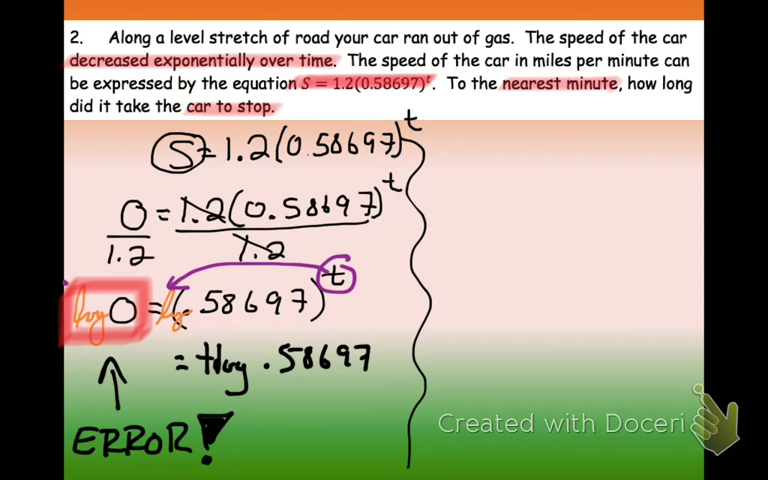 2. Along a level stretch of road your car ran out of gas. The speed of the car
decreased exponentially over time. The speed of the car in miles per minute can
be expressed by the equation S = 1.2(0.58697)^t. To the nearest minute, how long
did it take the car to stop.
S = 1.2(0.58697)^t
0 = 1.2(0.58697)^t
1.2 1.2
log 0 = log (.58697)^t
= t log .58697
ERROR!
Created with Doceri